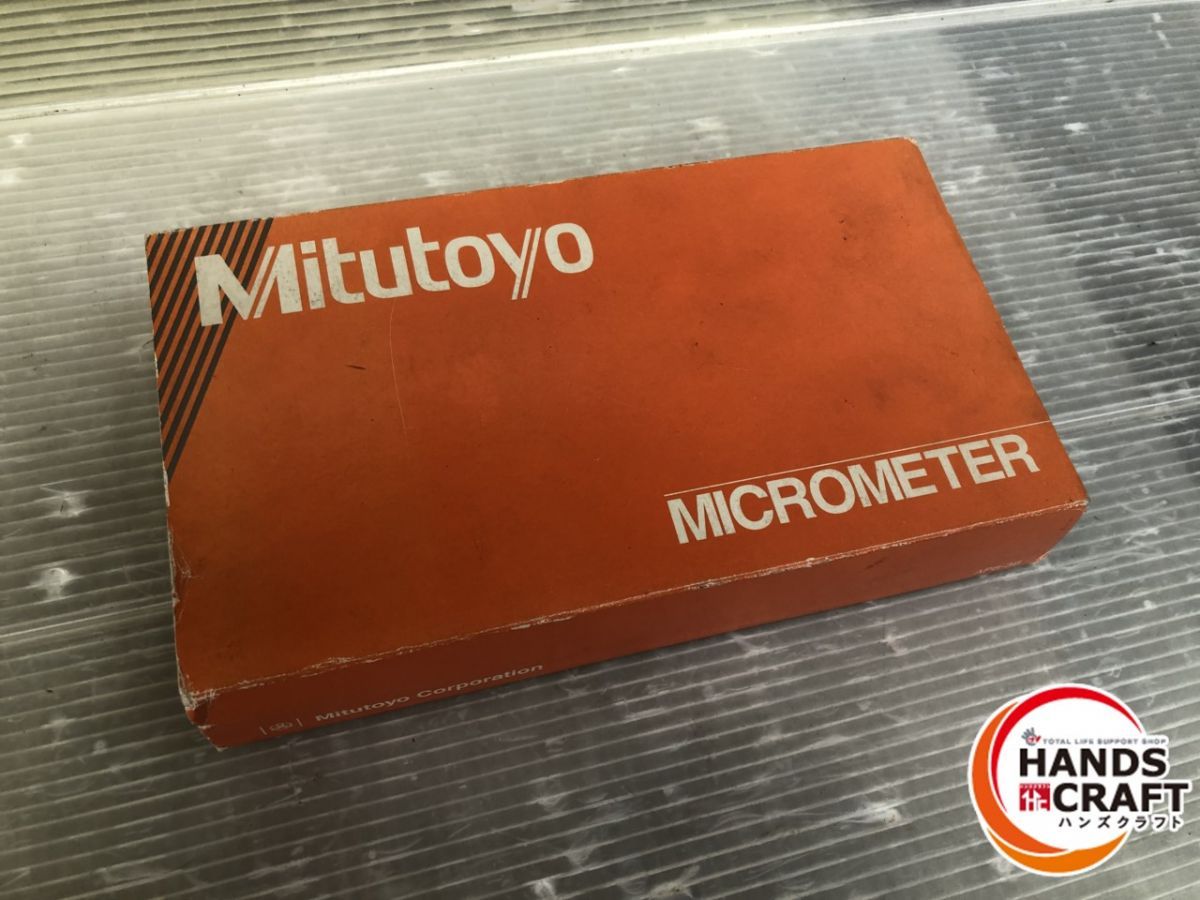 Mitutoyo
MICROMETER
Mitutoyo Corporation
TOTAL LIFE SUPPORT SHOP
HANDS
CRAFT
ハンズクラフト